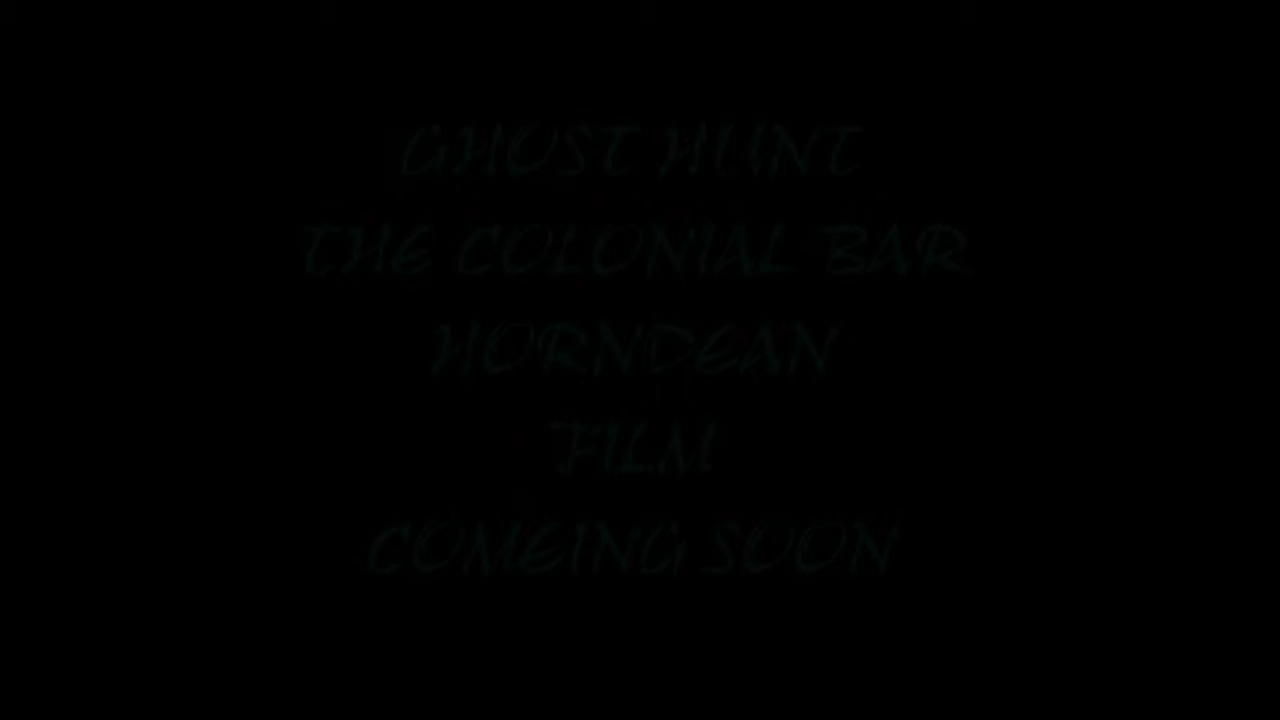 GHOST HUNT
THE COLONIAL BAR
HORNDEAN
FILM
COMEING SOON